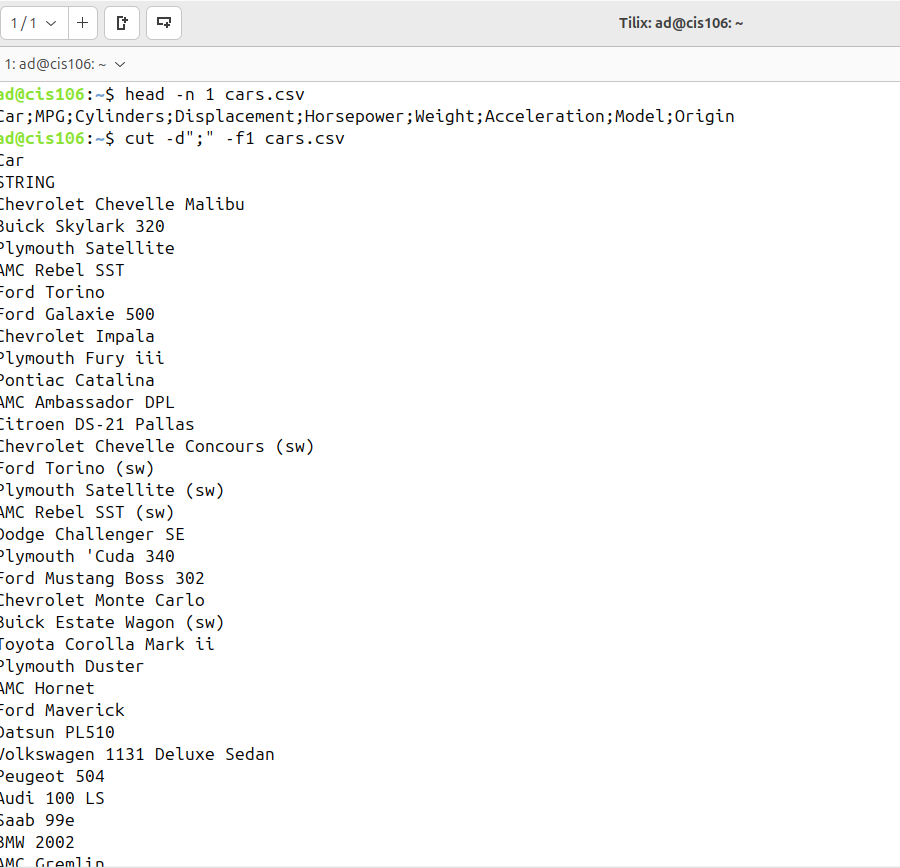 1 / 1
Tilix: ad@cis106: ~
1: ad@cis106: ~
ad@cis106:~$ head -n 1 cars.csv
Car;MPG;Cylinders;Displacement;Horsepower;Weight;Acceleration;Model;Origin
ad@cis106:~$ cut -d";" -f1 cars.csv
Car
STRING
Chevrolet Chevelle Malibu
Buick Skylark 320
Plymouth Satellite
AMC Rebel SST
Ford Torino
Ford Galaxie 500
Chevrolet Impala
Plymouth Fury iii
Pontiac Catalina
AMC Ambassador DPL
Citroen DS-21 Pallas
Chevrolet Chevelle Concours (sw)
Ford Torino (sw)
Plymouth Satellite (sw)
AMC Rebel SST (sw)
Dodge Challenger SE
Plymouth 'Cuda 340
Ford Mustang Boss 302
Chevrolet Monte Carlo
Buick Estate Wagon (sw)
Toyota Corolla Mark ii
Plymouth Duster
AMC Hornet
Ford Maverick
Datsun PL510
Volkswagen 1131 Deluxe Sedan
Peugeot 504
Audi 100 LS
Saab 99e
BMW 2002
AMC Gremlin